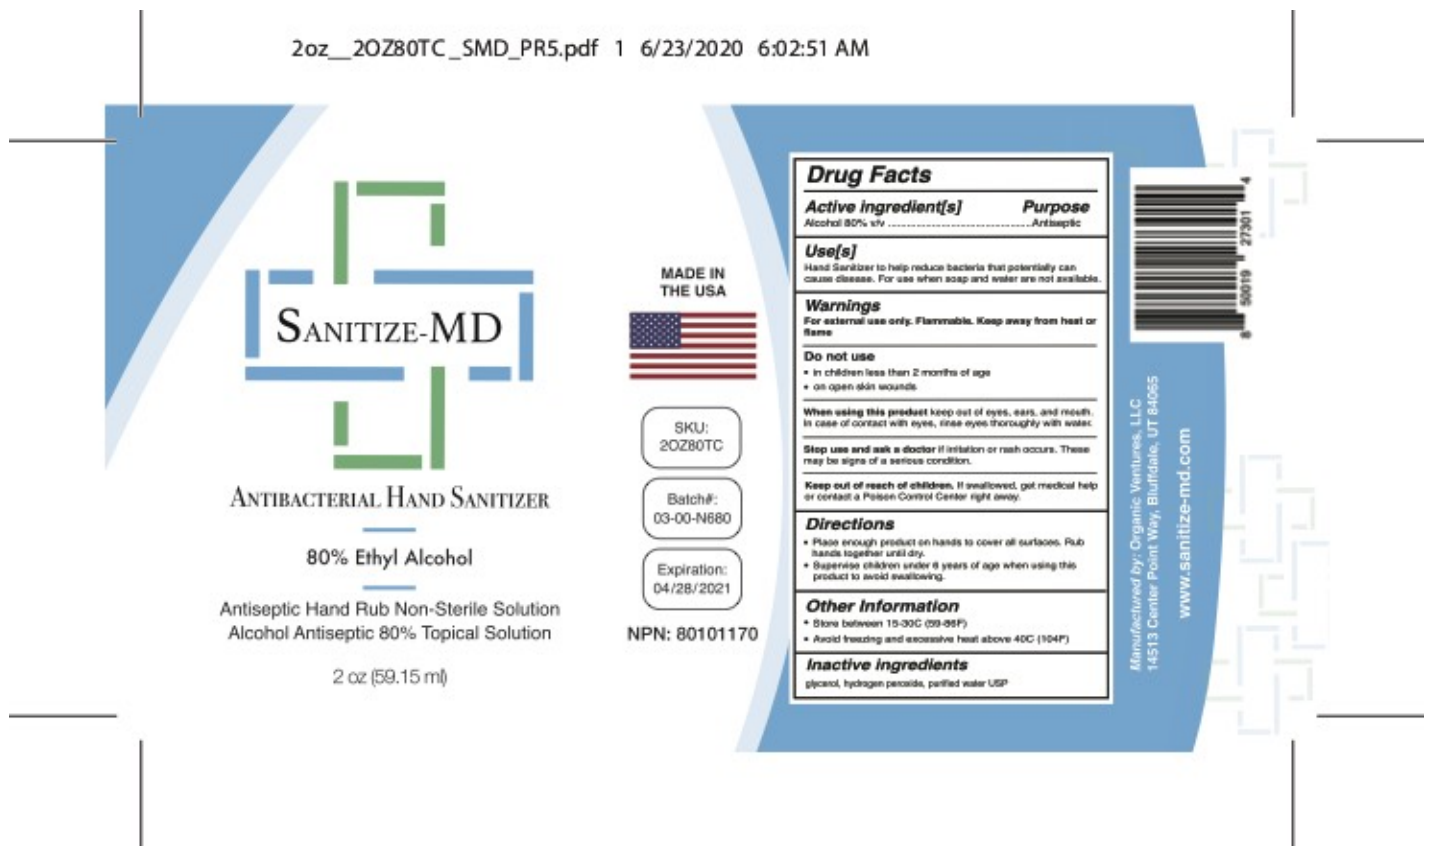 2oz__2OZ80TC_SMD_PR5.pdf 1 6/23/2020 6:02:51 AM
SANITIZE-MD
ANTIBACTERIAL HAND SANITIZER
80% Ethyl Alcohol
Antiseptic Hand Rub Non-Sterile Solution
Alcohol Antiseptic 80% Topical Solution
2 oz (59.15 ml)
MADE IN
THE USA
SKU:
2OZ80TC
Batch#:
03-00-N680
Expiration:
04/28/2021
NPN: 80101170
Drug Facts
Active ingredient[s] Purpose
Alcohol 80% v/v ........................................Antiseptic
Use[s]
Hand Sanitizer to help reduce bacteria that potentially can
cause disease. For use when soap and water are not available.
Warnings
For external use only. Flammable. Keep away from heat or
flame
Do not use
• in children less than 2 months of age
• on open skin wounds
When using this product keep out of eyes, ears, and mouth.
In case of contact with eyes, rinse eyes thoroughly with water.
Stop use and ask a doctor if irritation or rash occurs. These
may be signs of a serious condition.
Keep out of reach of children. If swallowed, get medical help
or contact a Poison Control Center right away.
Directions
• Place enough product on hands to cover all surfaces. Rub
hands together until dry.
• Supervise children under 6 years of age when using this
product to avoid swallowing.
Other Information
• Store between 15-30C (59-86F)
• Avoid freezing and excessive heat above 40C (104F)
Inactive ingredients
glycerol, hydrogen peroxide, purified water USP
8 50019 27301 4
Manufactured by: Organic Ventures, LLC
14513 Center Point Way, Bluffdale, UT 84065
www.sanitize-md.com